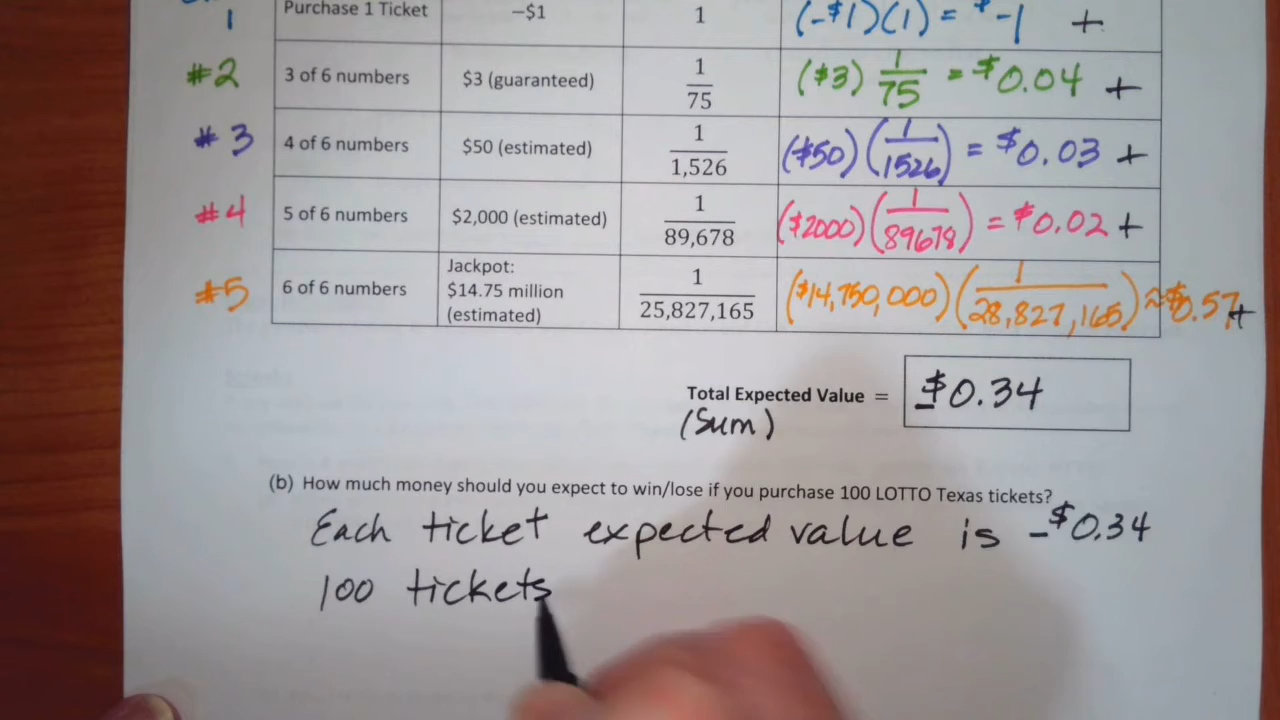 1 Purchase 1 Ticket −$1 1 (-$1)(1) = $-1 +
#2 3 of 6 numbers $3 (guaranteed) 1/75 ($3) 1/75 = $0.04 +
#3 4 of 6 numbers $50 (estimated) 1/1,526 ($50)(1/1526) = $0.03 +
#4 5 of 6 numbers $2,000 (estimated) 1/89,678 ($2000)(1/89678) = $0.02 +
#5 6 of 6 numbers Jackpot: $14.75 million (estimated) 1/25,827,165 ($14,750,000)(1/28,827,165) ≈ $0.57 +
Total Expected Value = -$0.34
(Sum)
(b) How much money should you expect to win/lose if you purchase 100 LOTTO Texas tickets?
Each ticket expected value is -$0.34
100 tickets